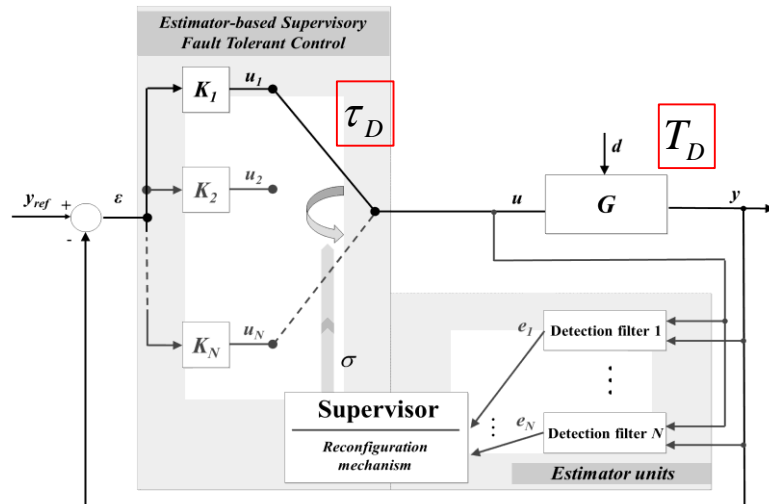 Estimator-based Supervisory
Fault Tolerant Control
K1
u1
τD
K2
u2
yref
+
-
ε
d
TD
u
G
y
KN
uN
σ
e1
Detection filter 1
⋮
Supervisor
Reconfiguration
mechanism
⋮
eN
Detection filter N
Estimator units